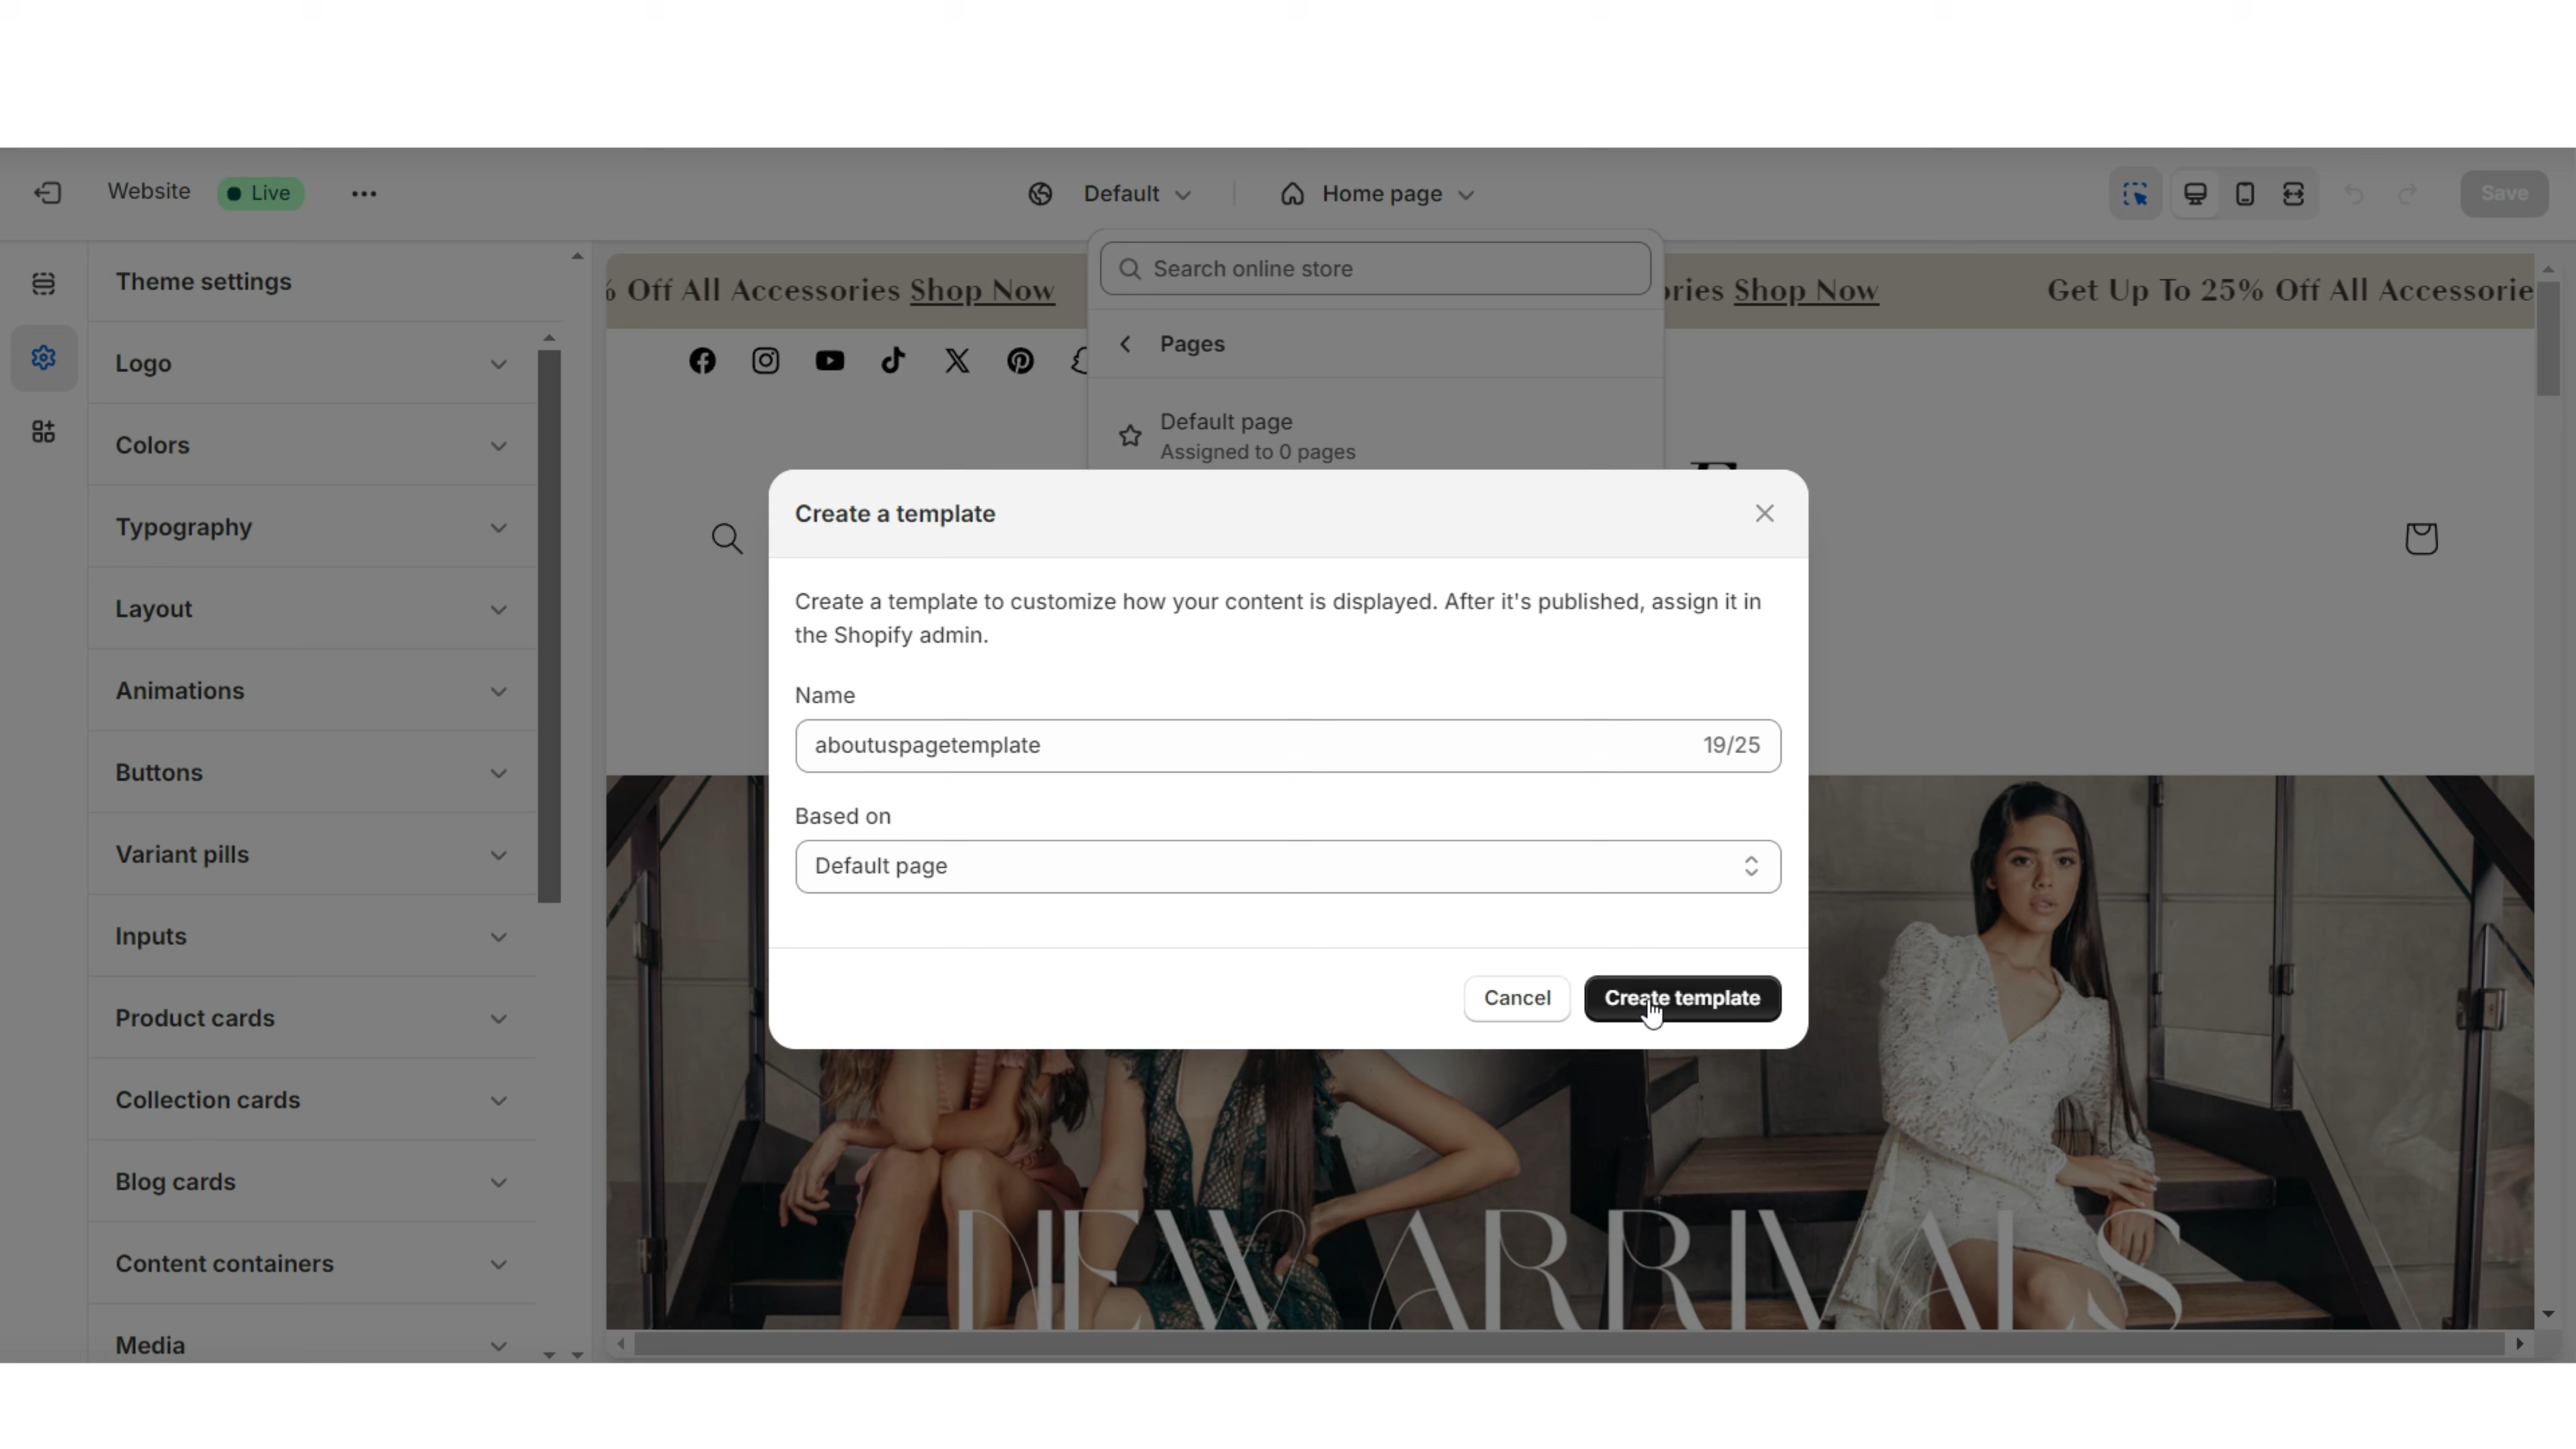 Website
Live
Default
Home page
Save
Theme settings
Logo
Colors
Typography
Layout
Animations
Buttons
Variant pills
Inputs
Product cards
Collection cards
Blog cards
Content containers
Media
% Off All Accessories Shop Now
ries Shop Now
Get Up To 25% Off All Accessorie
Search online store
Pages
Default page
Assigned to 0 pages
Create a template
Create a template to customize how your content is displayed. After it's published, assign it in
the Shopify admin.
Name
aboutuspagetemplate
19/25
Based on
Default page
Cancel
Create template
NEW ARRIVALS